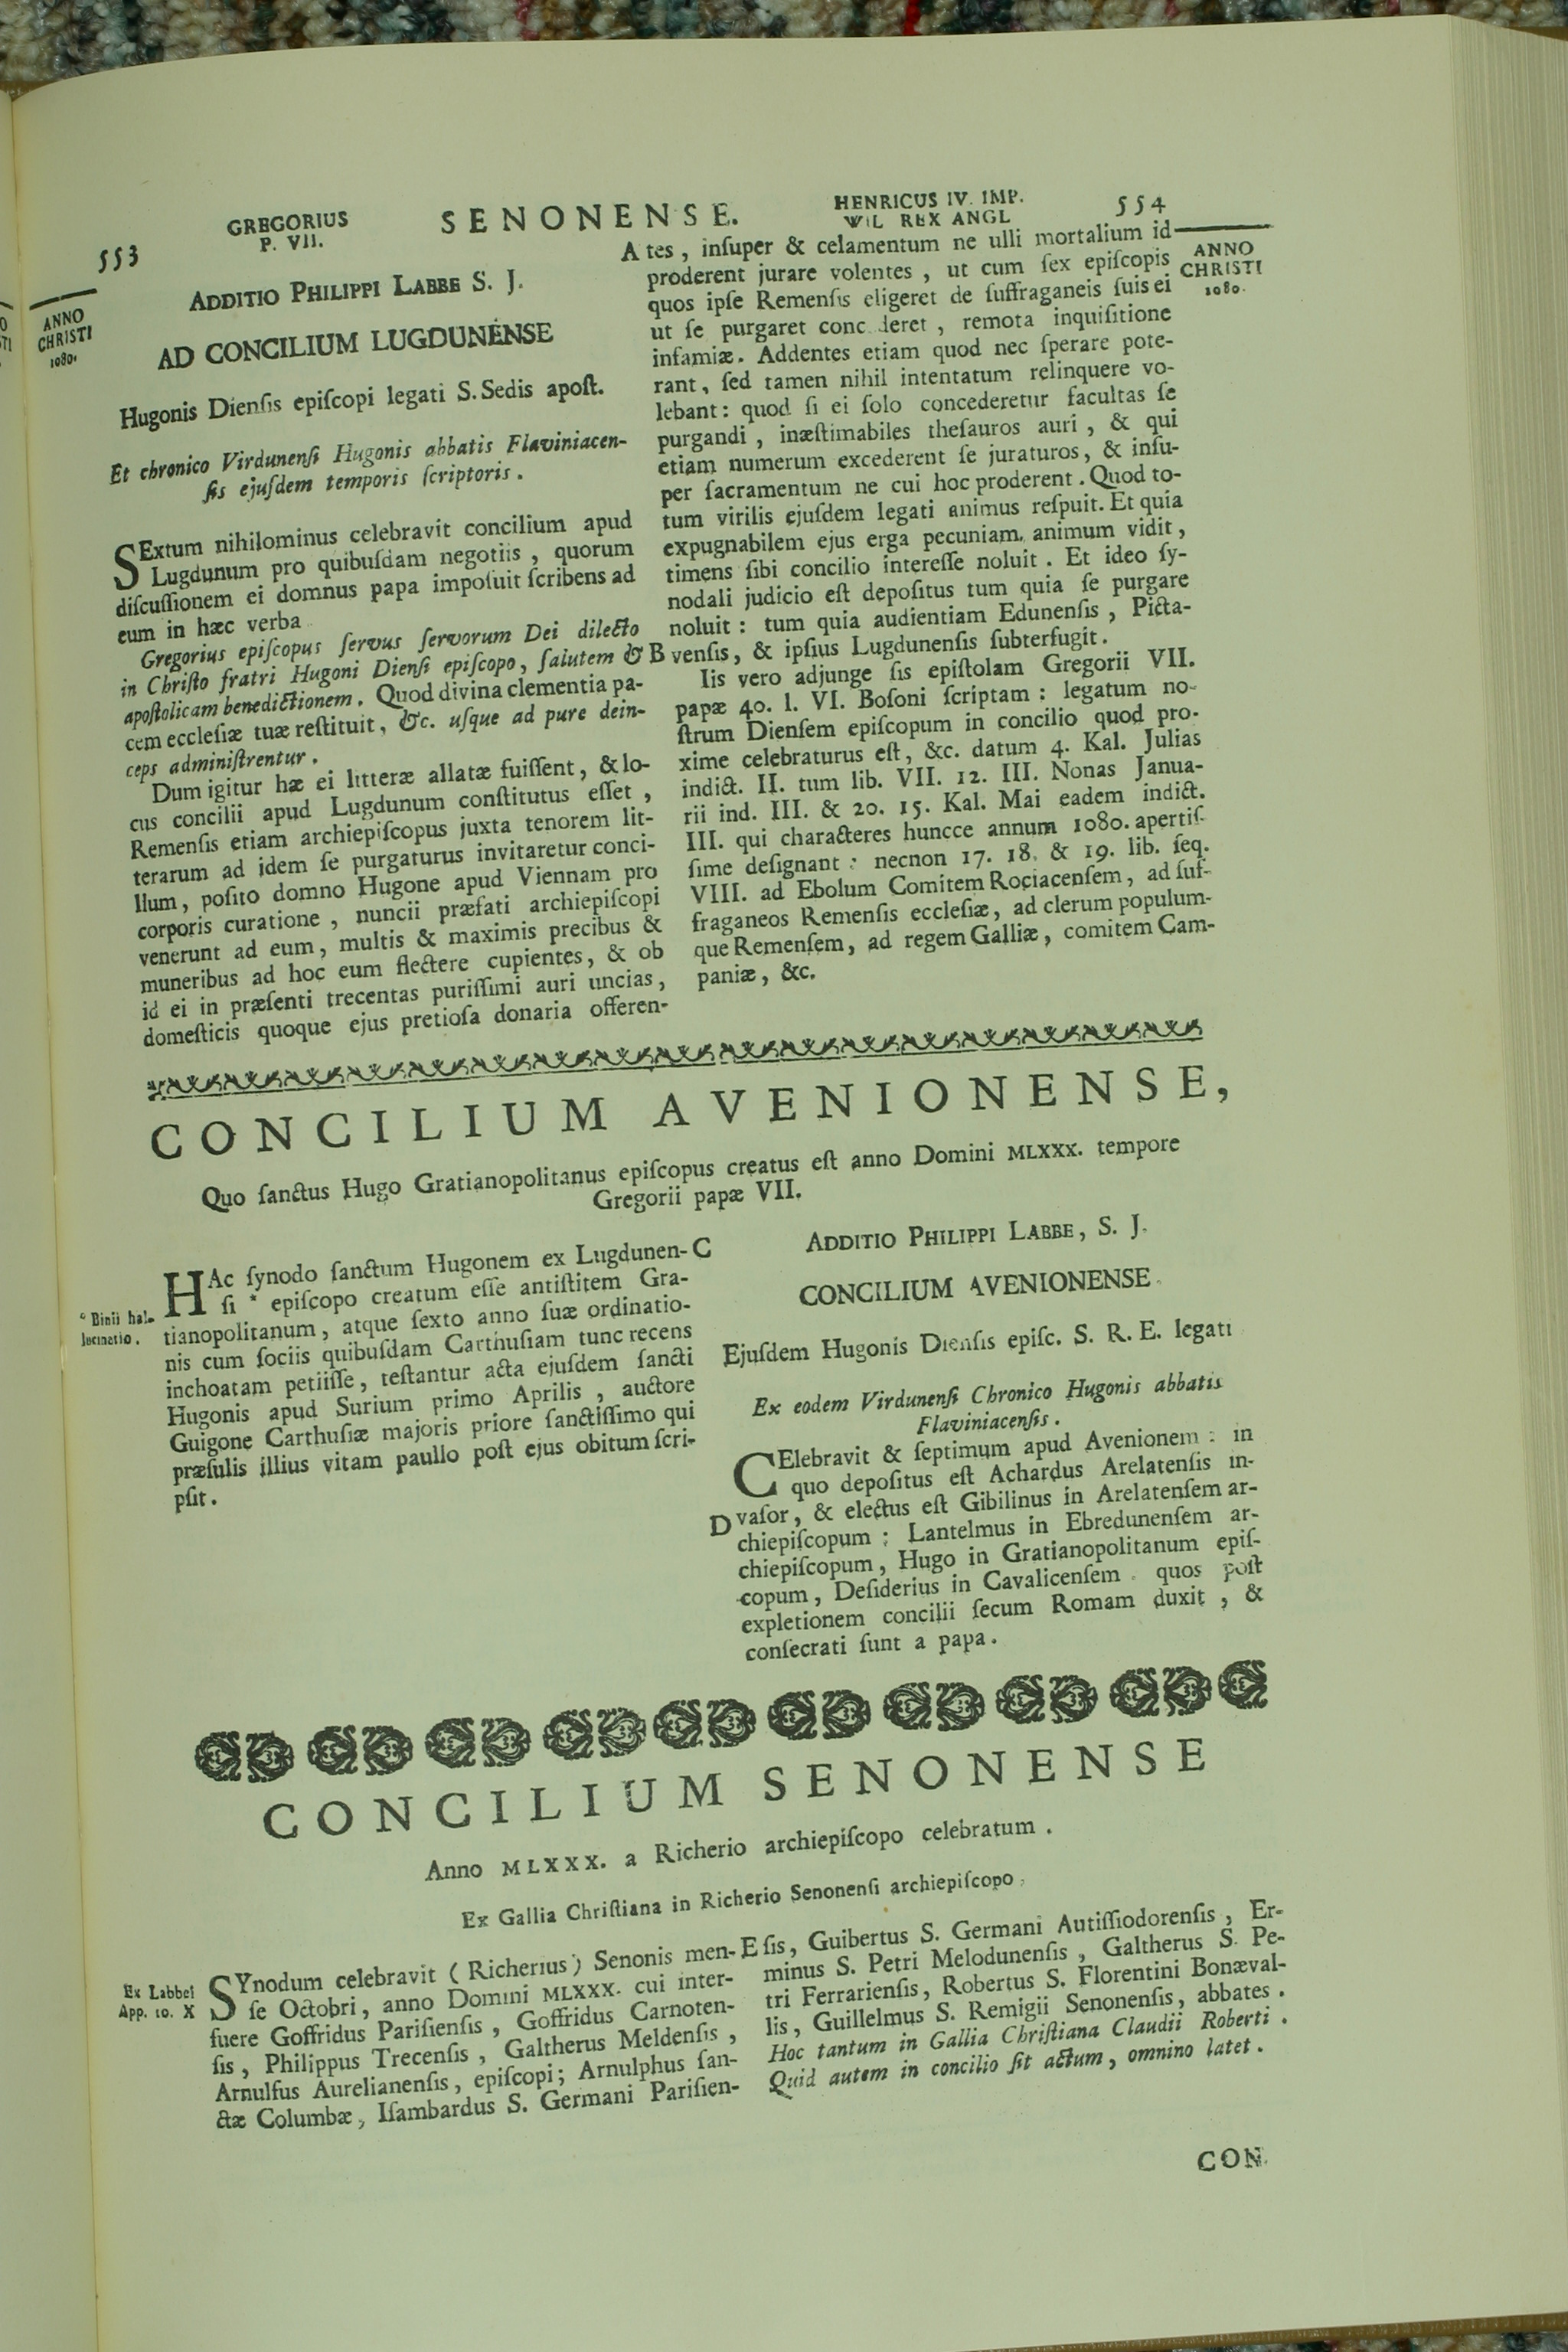 553
GREGORIUS
P. VII.
SENONENSE.
HENRICUS IV. IMP.
WIL REX ANGL
554
ANNO
CHRISTI
1080.
ADDITIO PHILIPPI LABBE S. J.
AD CONCILIUM LUGDUNENSE
Hugonis Diensis episcopi legati S. Sedis apost.
Et chronico Virdunensi Hugonis abbatis Flaviniacen-
sis ejusdem temporis scriptoris.
SExtum nihilominus celebravit concilium apud
Lugdunum pro quibusdam negotiis, quorum
discussionem ei domnus papa imposuit scribens ad
eum in hæc verba
Gregorius episcopus servus servorum Dei dilecto
in Christo fratri Hugoni Diensi episcopo, salutem &
apostolicam benedictionem. Quod divina clementia pa-
cem ecclesiæ tuæ restituit, &c. usque ad pure dein-
ceps administrentur.
Dum igitur hæ ei litteræ allatæ fuissent, & lo-
cus concilii apud Lugdunum constitutus esset,
Remensis etiam archiepiscopus juxta tenorem lit-
terarum ad idem se purgaturus invitaretur conci-
lIum, posito domno Hugone apud Viennam pro
corporis curatione, nuncii præfati archiepiscopi
venerunt ad eum, multis & maximis precibus &
muneribus ad hoc eum flectere cupientes, & ob
id ei in præsenti trecentas purissimi auri uncias,
domesticis quoque ejus pretiosa donaria offeren-
A tes, insuper & celamentum ne ulli mortalium id
proderent jurare volentes, ut cum sex episcopis
quos ipse Remensis eligeret de suffraganeis suis ei
ut se purgaret conc deret, remota inquisitione
infamiæ. Addentes etiam quod nec sperare pote-
rant, sed tamen nihil intentatum relinquere vo-
lebant: quod si ei solo concederetur facultas se
purgandi, inæstimabiles thesauros auri, & qui
etiam numerum excederent se juraturos, & insu-
per sacramentum ne cui hoc proderent. Quod to-
tum virilis ejusdem legati animus respuit. Et quia
expugnabilem ejus erga pecuniam, animum vidit,
timens sibi concilio interesse noluit. Et ideo sy-
nodali judicio est depositus tum quia se purgare
noluit: tum quia audientiam Edunensis, Picta-
B vensis, & ipsius Lugdunensis subterfugit.
Iis vero adjunge sis epistolam Gregorii VII.
papæ 40. l. VI. Bosoni scriptam: legatum no-
strum Diensem episcopum in concilio quod pro-
xime celebraturus est, &c. datum 4. Kal. Julias
indict. II. tum lib. VII. 12. III. Nonas Janua-
rii ind. III. & 20. 15. Kal. Mai eadem indict.
III. qui characteres huncce annum 1080. apertis-
sime designant: necnon 17. 18. & 19. lib. seq.
VIII. ad Ebolum Comitem Rociacensem, ad suf-
fraganeos Remensis ecclesiæ, ad clerum populum-
que Remensem, ad regem Galliæ, comitem Cam-
paniæ, &c.
ANNO
CHRISTI
1080.
CONCILIUM AVENIONENSE,
Quo sanctus Hugo Gratianopolitanus episcopus creatus est anno Domini MLXXX. tempore
Gregorii papæ VII.
HAc synodo sanctum Hugonem ex Lugdunen-
si * episcopo creatum esse antistitem Gra-
tianopolitanum, atque sexto anno suæ ordinatio-
nis cum sociis quibusdam Carthusiam tunc recens
inchoatam petiisse, testantur acta ejusdem sancti
Hugonis apud Surium primo Aprilis, auctore
Guigone Carthusiæ majoris priore sanctissimo qui
præsulis illius vitam paullo post ejus obitum scri-
psit.
* Binii hal-
lucinatio.
C
ADDITIO PHILIPPI LABBE, S. J.
CONCILIUM AVENIONENSE
Ejusdem Hugonis Diensis episc. S. R. E. legati
Ex eodem Virdunensi Chronico Hugonis abbatis
Flaviniacensis.
CElebravit & septimum apud Avenionem: in
quo depositus est Achardus Arelatensis in-
D vasor, & electus est Gibilinus in Arelatensem ar-
chiepiscopum; Lantelmus in Ebredunensem ar-
chiepiscopum, Hugo in Gratianopolitanum epis-
copum, Desiderius in Cavalicensem quos post
expletionem concilii secum Romam duxit, &
consecrati sunt a papa.
CONCILIUM SENONENSE
Anno MLXXX. a Richerio archiepiscopo celebratum.
Ex Gallia Christiana in Richerio Senonensi archiepiscopo,
Ex Labbei
App. to. X
SYnodum celebravit (Richerius) Senonis men-
se Octobri, anno Domini MLXXX. cui inter-
fuere Goffridus Parisiensis, Goffridus Carnoten-
sis, Philippus Trecensis, Galtherus Meldensis,
Arnulfus Aurelianensis, episcopi; Arnulphus san-
ctæ Columbæ, Isambardus S. Germani Parisien-
E sis, Guibertus S. Germani Autissiodorensis, Er-
minus S. Petri Melodunensis, Galtherus S. Pe-
tri Ferrariensis, Robertus S. Florentini Bonæval-
lis, Guillelmus S. Remigii Senonensis, abbates.
Hoc tantum in Gallia Christiana Claudii Roberti.
Quid autem in concilio sit actum, omnino latet.
CON